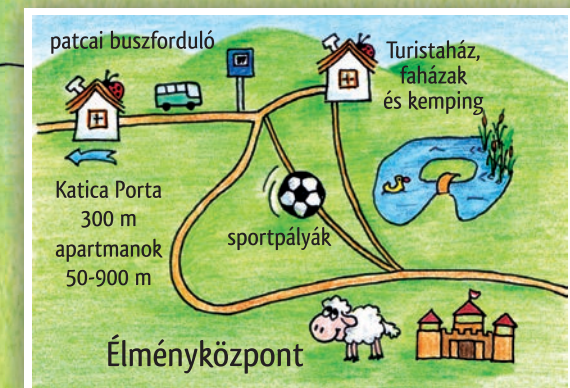 patcai buszforduló
Turistaház,
faházak
és kemping
Katica Porta
300 m
apartmanok
50-900 m
sportpályák
Élményközpont